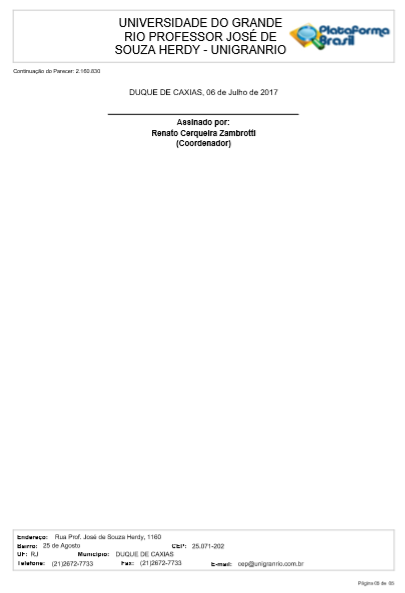 UNIVERSIDADE DO GRANDE
RIO PROFESSOR JOSÉ DE
SOUZA HERDY - UNIGRANRIO
Plataforma
Brasil
Continuação do Parecer: 2.160.830
DUQUE DE CAXIAS, 06 de Julho de 2017
Assinado por:
Renato Cerqueira Zambrotti
(Coordenador)
Endereço: Rua Prof. José de Souza Herdy, 1160
Bairro: 25 de Agosto CEP: 25.071-202
UF: RJ Município: DUQUE DE CAXIAS
Telefone: (21)2672-7733 Fax: (21)2672-7733 E-mail: cep@unigranrio.com.br
Página 05 de 05